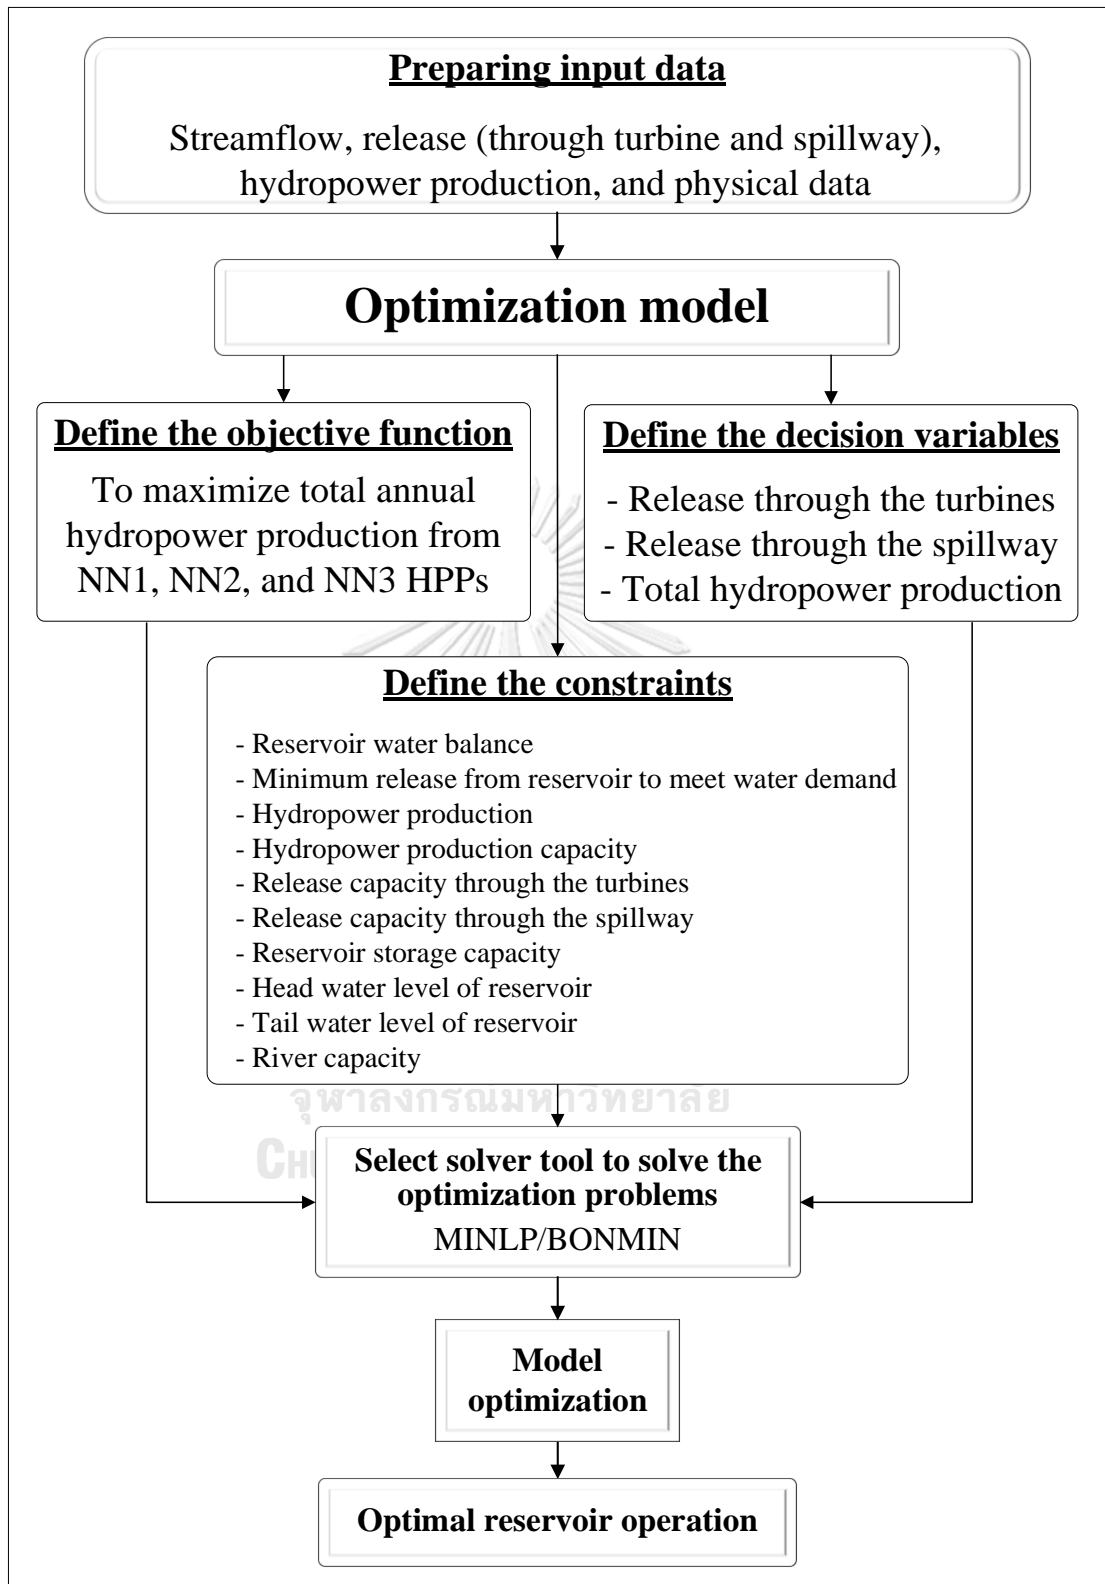 Preparing input data
Streamflow, release (through turbine and spillway),
hydropower production, and physical data
Optimization model
Define the objective function
To maximize total annual
hydropower production from
NN1, NN2, and NN3 HPPs
Define the decision variables
- Release through the turbines
- Release through the spillway
- Total hydropower production
Define the constraints
- Reservoir water balance
- Minimum release from reservoir to meet water demand
- Hydropower production
- Hydropower production capacity
- Release capacity through the turbines
- Release capacity through the spillway
- Reservoir storage capacity
- Head water level of reservoir
- Tail water level of reservoir
- River capacity
จุฬาลงกรณมหาวิทยาลัย
Select solver tool to solve the
optimization problems
MINLP/BONMIN
Model
optimization
Optimal reservoir operation